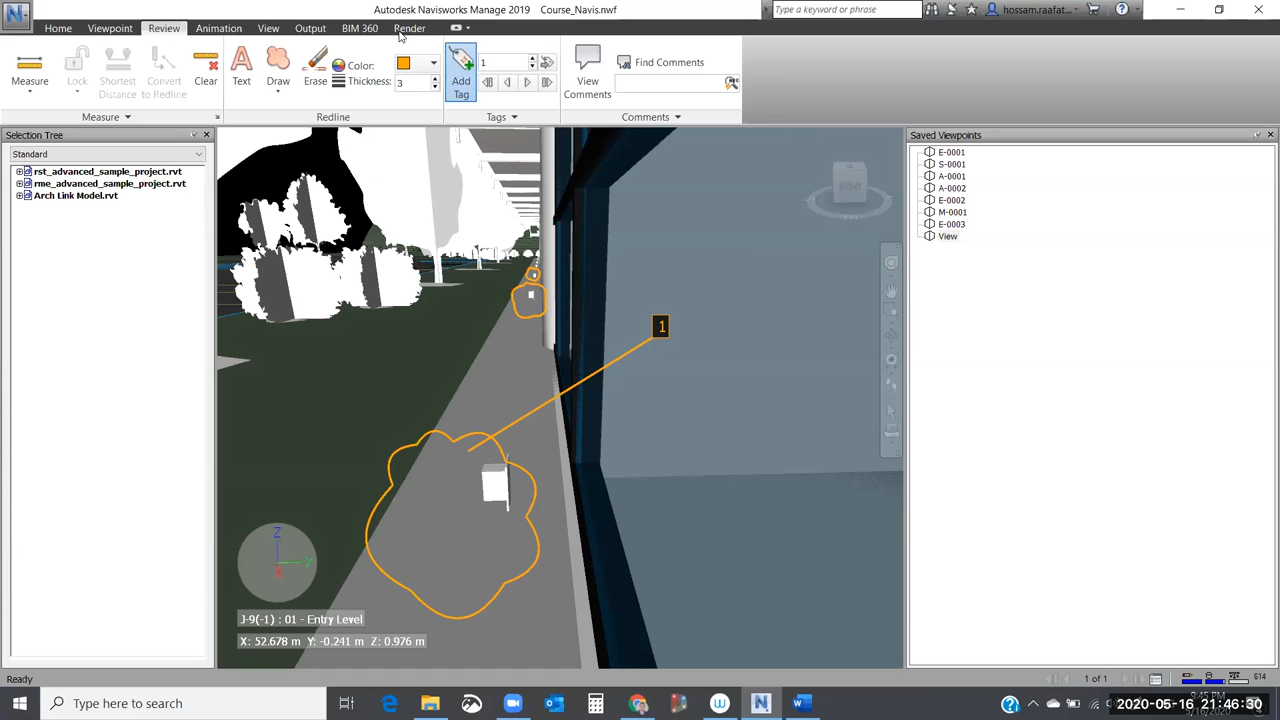 Autodesk Navisworks Manage 2019 Course_Navis.nwf
Type a keyword or phrase
hossam.raafat...
Home Viewpoint Review Animation View Output BIM 360 Render
Measure
Lock
Shortest Distance
Convert to Redline
Clear
Text
Draw
Erase
Color:
Thickness: 3
Add Tag
1
View Comments
Find Comments
Measure
Redline
Tags
Comments
Selection Tree
Standard
rst_advanced_sample_project.rvt
rme_advanced_sample_project.rvt
Arch Link Model.rvt
1
Z
Y
X
J-9(-1) : 01 - Entry Level
X: 52.678 m Y: -0.241 m Z: 0.976 m
Saved Viewpoints
E-0001
S-0001
A-0001
A-0002
E-0002
M-0001
E-0003
View
Ready
1 of 1
614
Type here to search
9:45 PM
2020-05-16 21:46:30